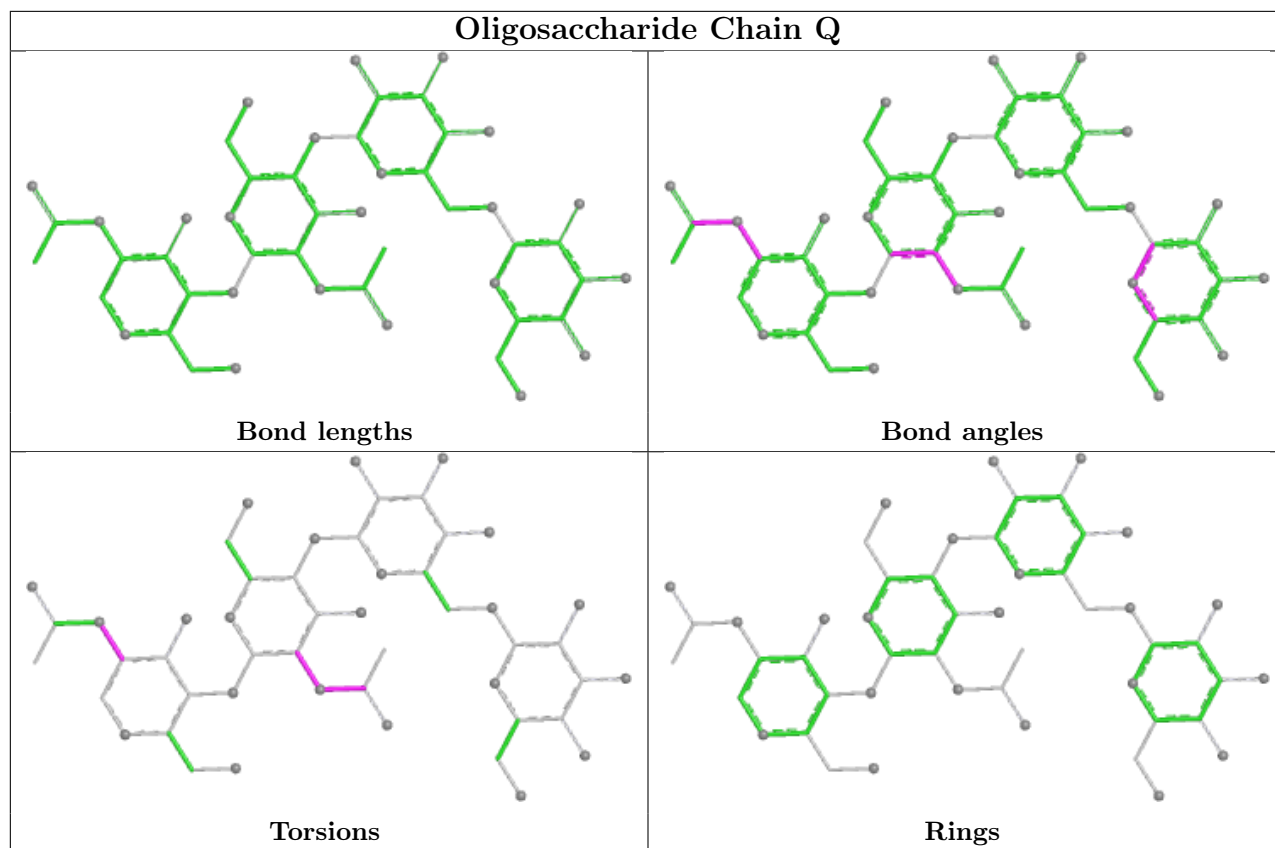 Oligosaccharide Chain Q
Bond lengths
Bond angles
Torsions
Rings